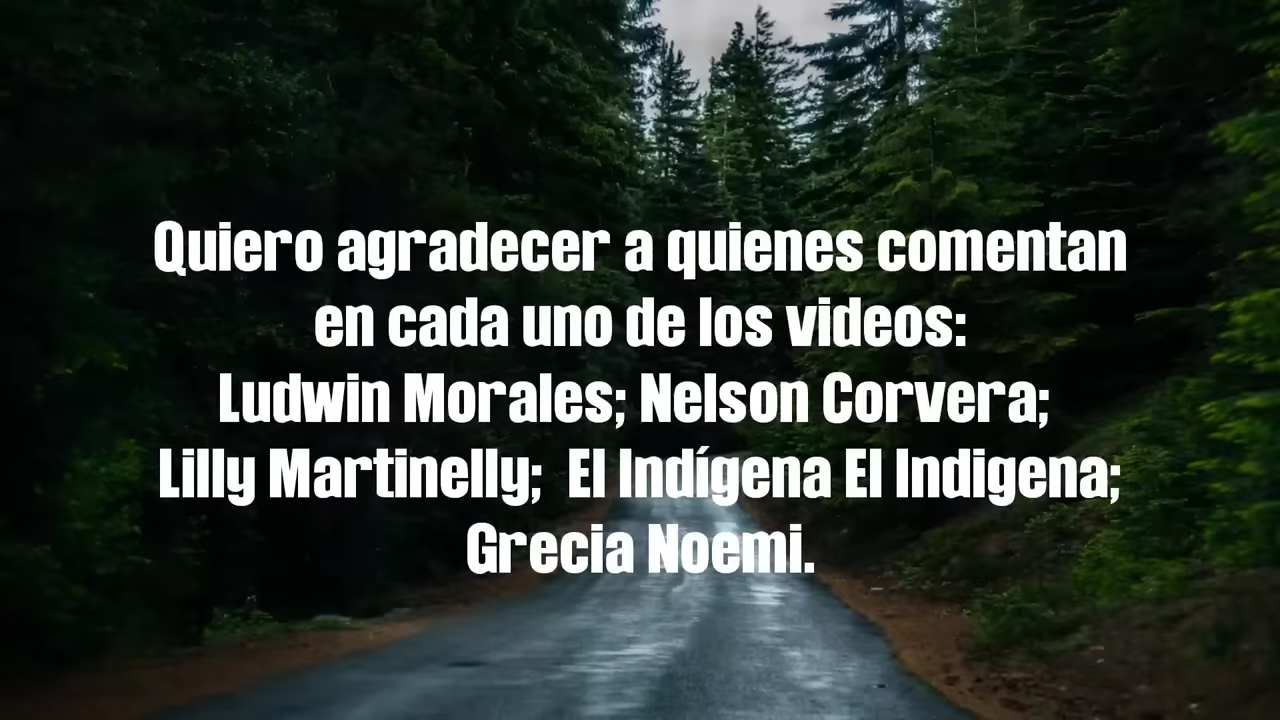 Quiero agradecer a quienes comentan
en cada uno de los videos:
Ludwin Morales; Nelson Corvera;
Lilly Martinelly; El Indígena El Indigena;
Grecia Noemi.